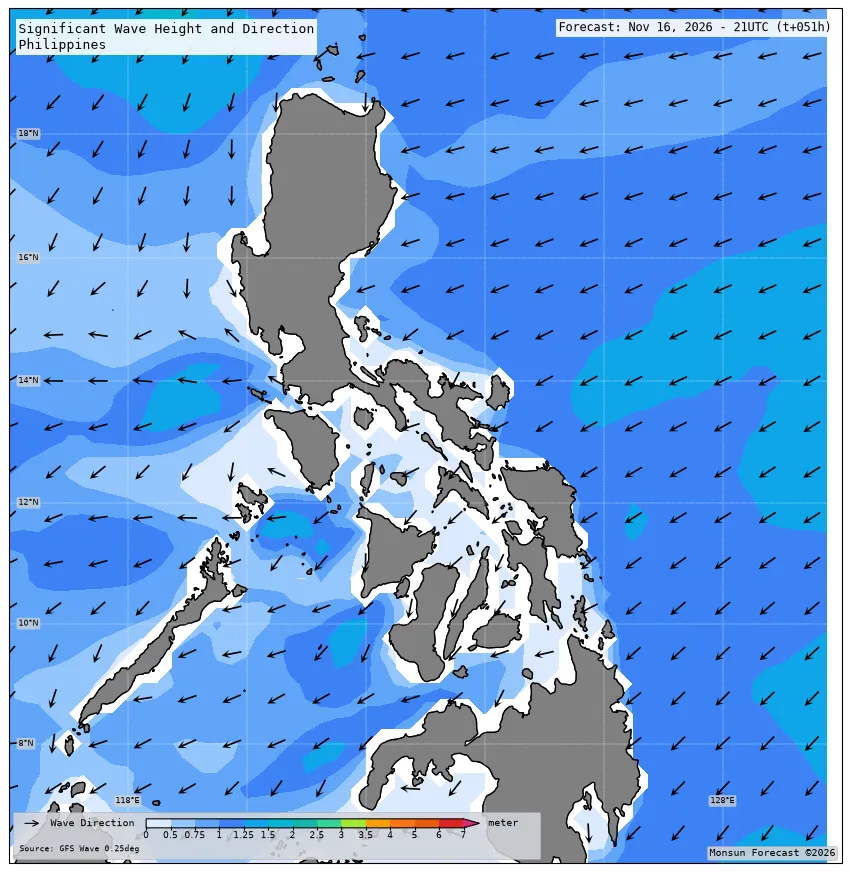 Significant Wave Height and Direction
Philippines
Forecast: Nov 16, 2026 - 21UTC (t+051h)
18°N
16°N
14°N
12°N
10°N
8°N
118°E
128°E
Wave Direction
meter
0 0.5 0.75 1 1.25 1.5 2 2.5 3 3.5 4 5 6 7
Source: GFS Wave 0.25deg
Monsun Forecast ©2026